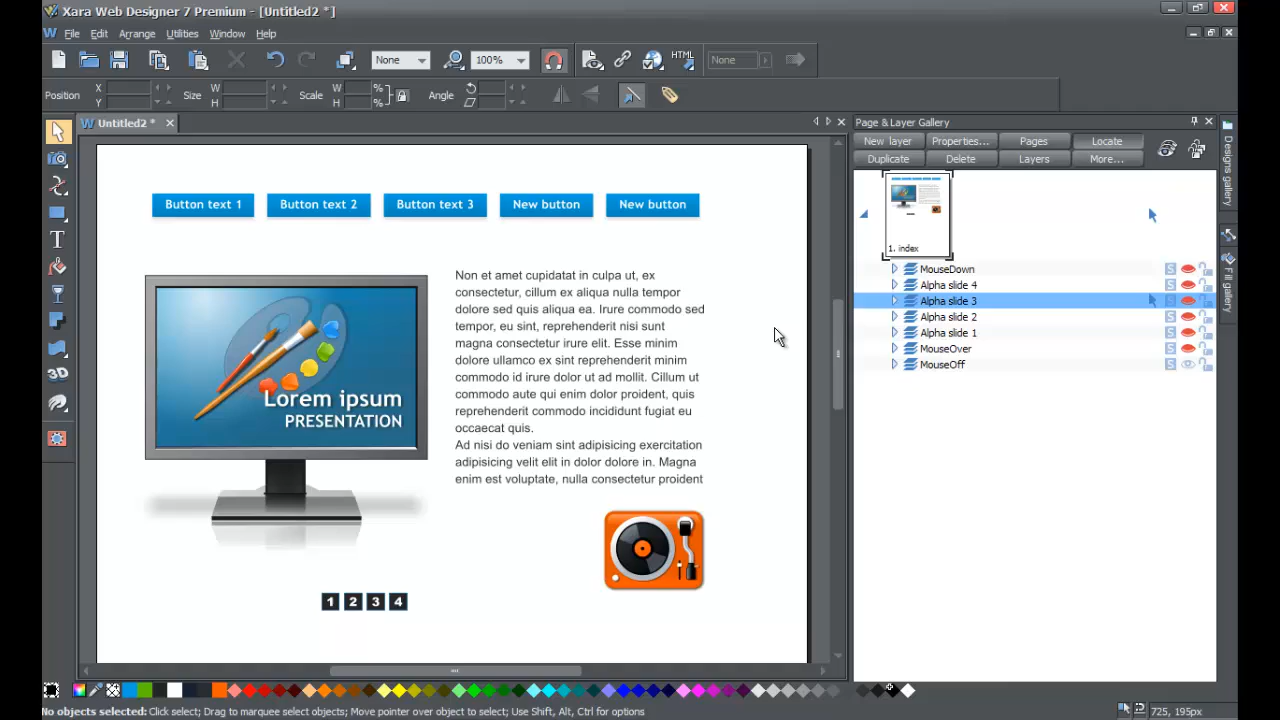 Xara Web Designer 7 Premium - [Untitled2 *]
File Edit Arrange Utilities Window Help
None 100% HTML None
Position X Y Size W H Scale W H % % Angle
Untitled2 *
Page & Layer Gallery
New layer Properties... Pages Locate
Duplicate Delete Layers More...
Designs gallery
Fill gallery
Button text 1 Button text 2 Button text 3 New button New button
1. index
MouseDown
Alpha slide 4
Alpha slide 3
Alpha slide 2
Alpha slide 1
MouseOver
MouseOff
S
S
S
S
S
S
Non et amet cupidatat in culpa ut, ex
consectetur, cillum ex aliqua nulla tempor
dolore sed quis aliqua ea. Irure commodo sed
tempor, eu sint, reprehenderit nisi sunt
magna consectetur irure elit. Esse minim
dolore ullamco ex sint reprehenderit minim
commodo id irure dolor ut ad mollit. Cillum ut
commodo aute qui enim dolor proident, quis
reprehenderit commodo incididunt fugiat eu
occaecat quis.
Ad nisi do veniam sint adipisicing exercitation
adipisicing velit elit in dolor dolore in. Magna
enim est voluptate, nulla consectetur proident
Lorem ipsum
PRESENTATION
1 2 3 4
T
3D
No objects selected: Click select; Drag to marquee select objects; Move pointer over object to select; Use Shift, Alt, Ctrl for options
725, 195px